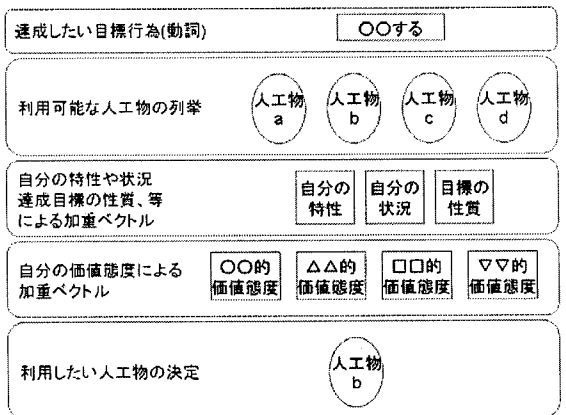 達成したい目標行為(動詞)
○○する
利用可能な人工物の列挙
人工物
a
人工物
b
人工物
c
人工物
d
自分の特性や状況
達成目標の性質、等
による加重ベクトル
自分の
特性
自分の
状況
目標の
性質
自分の価値態度による
加重ベクトル
○○的
価値態度
△△的
価値態度
□□的
価値態度
▽▽的
価値態度
利用したい人工物の決定
人工物
b